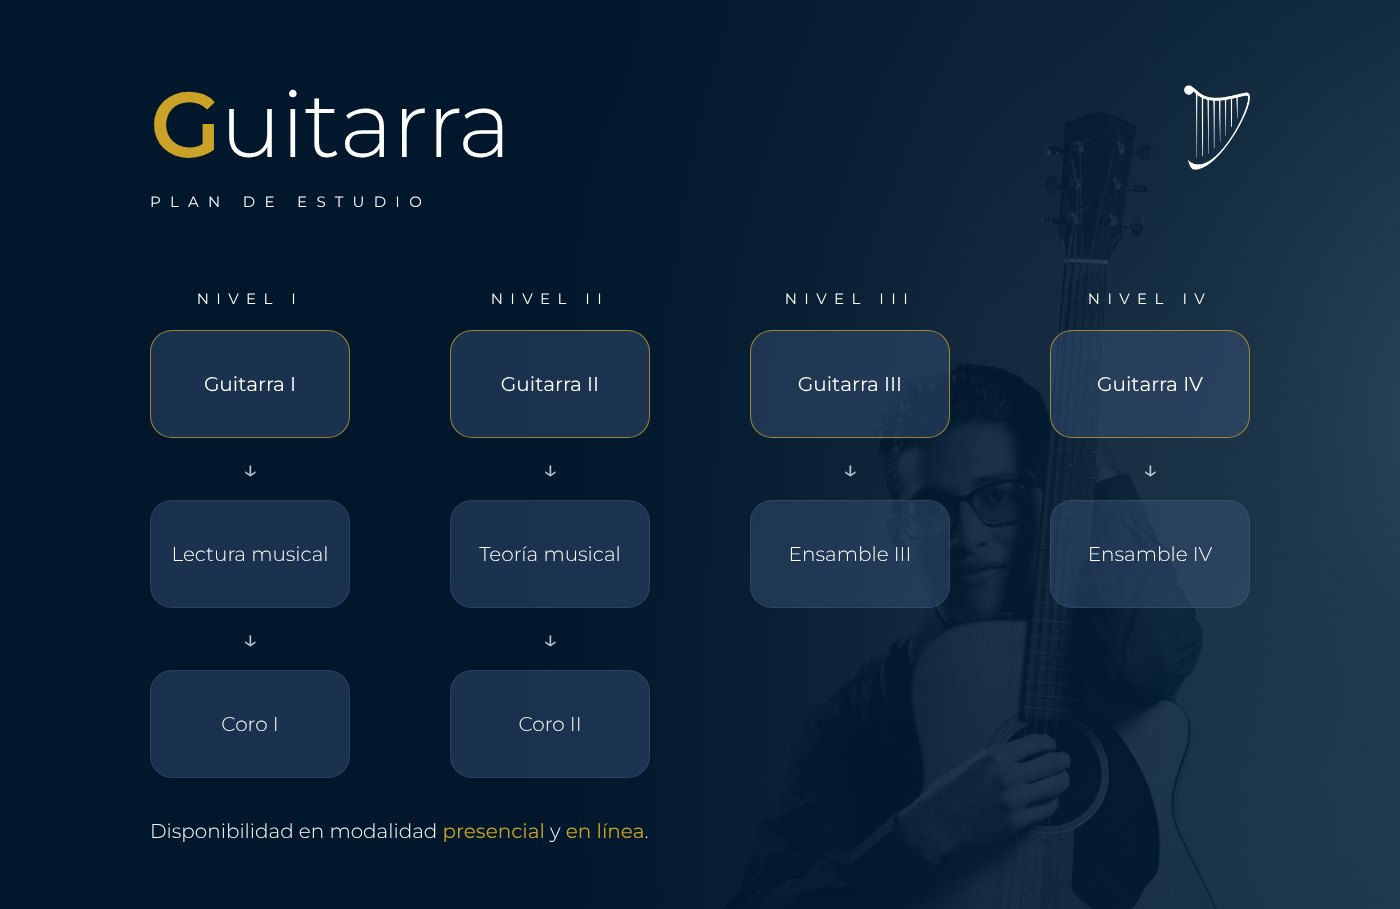 Guitarra
PLAN DE ESTUDIO
NIVEL I
Guitarra I
Lectura musical
Coro I
NIVEL II
Guitarra II
Teoría musical
Coro II
NIVEL III
Guitarra III
Ensamble III
NIVEL IV
Guitarra IV
Ensamble IV
Disponibilidad en modalidad presencial y en línea.